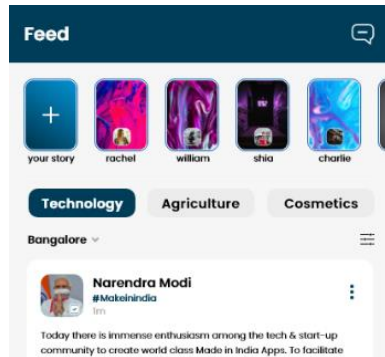 Feed
your story rachel william shia charlie
Technology Agriculture Cosmetics
Bangalore
Narendra Modi
#Makeinindia
1m
Today there is immense enthusiasm among the tech & start-up
community to create world class Made in India Apps. To facilitate